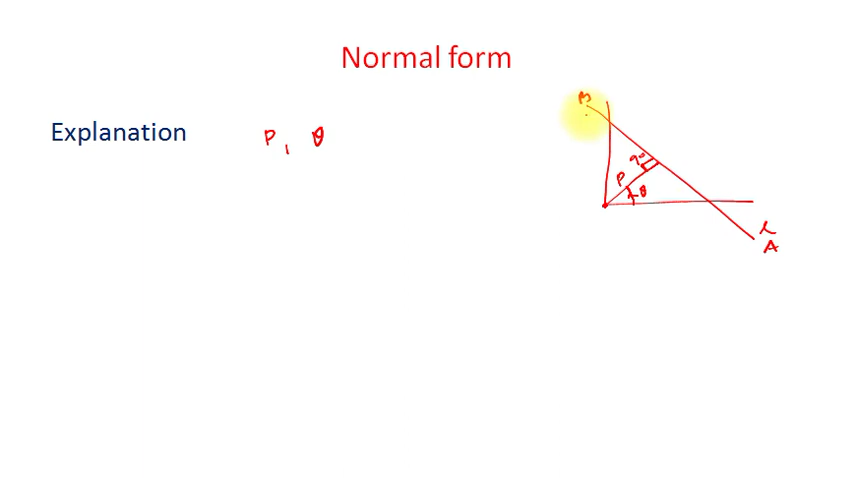 Normal form
Explanation
P, θ
B
90
P
θ
L
A